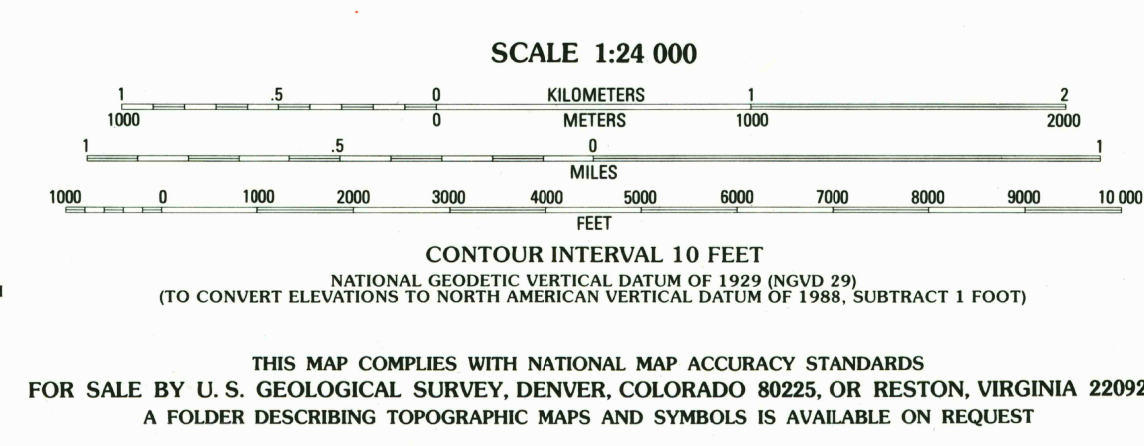 SCALE 1:24 000
1 .5 0 KILOMETERS 1 2
1000 0 METERS 1000 2000
1 .5 0 1
MILES
1000 0 1000 2000 3000 4000 5000 6000 7000 8000 9000 10 000
FEET
CONTOUR INTERVAL 10 FEET
NATIONAL GEODETIC VERTICAL DATUM OF 1929 (NGVD 29)
(TO CONVERT ELEVATIONS TO NORTH AMERICAN VERTICAL DATUM OF 1988, SUBTRACT 1 FOOT)
THIS MAP COMPLIES WITH NATIONAL MAP ACCURACY STANDARDS
FOR SALE BY U. S. GEOLOGICAL SURVEY, DENVER, COLORADO 80225, OR RESTON, VIRGINIA 22092
A FOLDER DESCRIBING TOPOGRAPHIC MAPS AND SYMBOLS IS AVAILABLE ON REQUEST